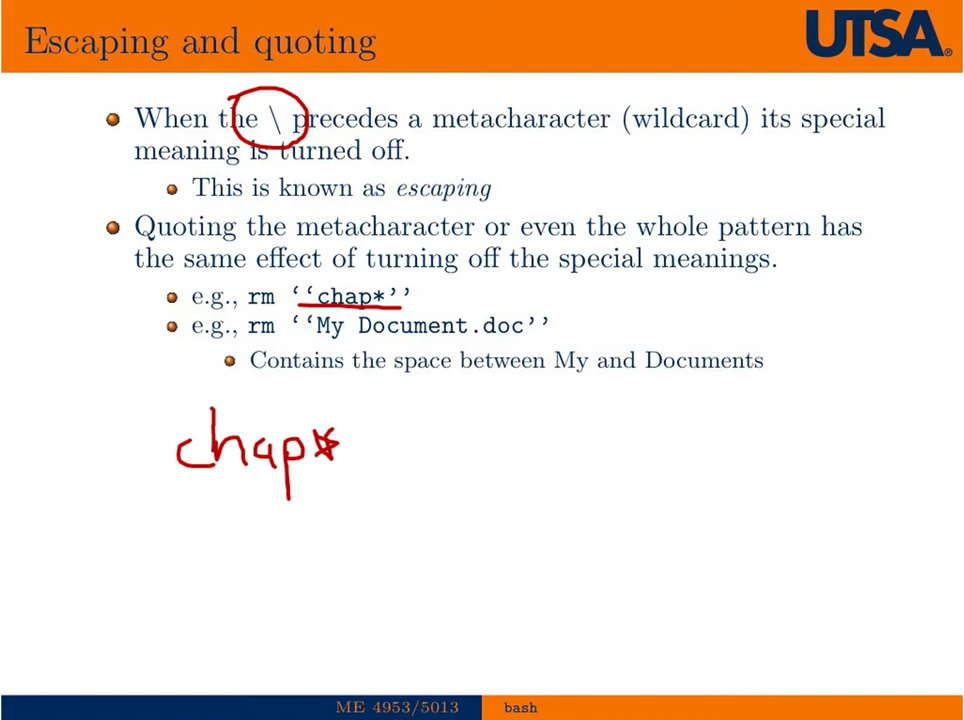 Escaping and quoting
UTSA®
When the \ precedes a metacharacter (wildcard) its special
meaning is turned off.
This is known as escaping
Quoting the metacharacter or even the whole pattern has
the same effect of turning off the special meanings.
e.g., rm ‘‘chap*’’
e.g., rm ‘‘My Document.doc’’
Contains the space between My and Documents
chap*
ME 4953/5013 bash